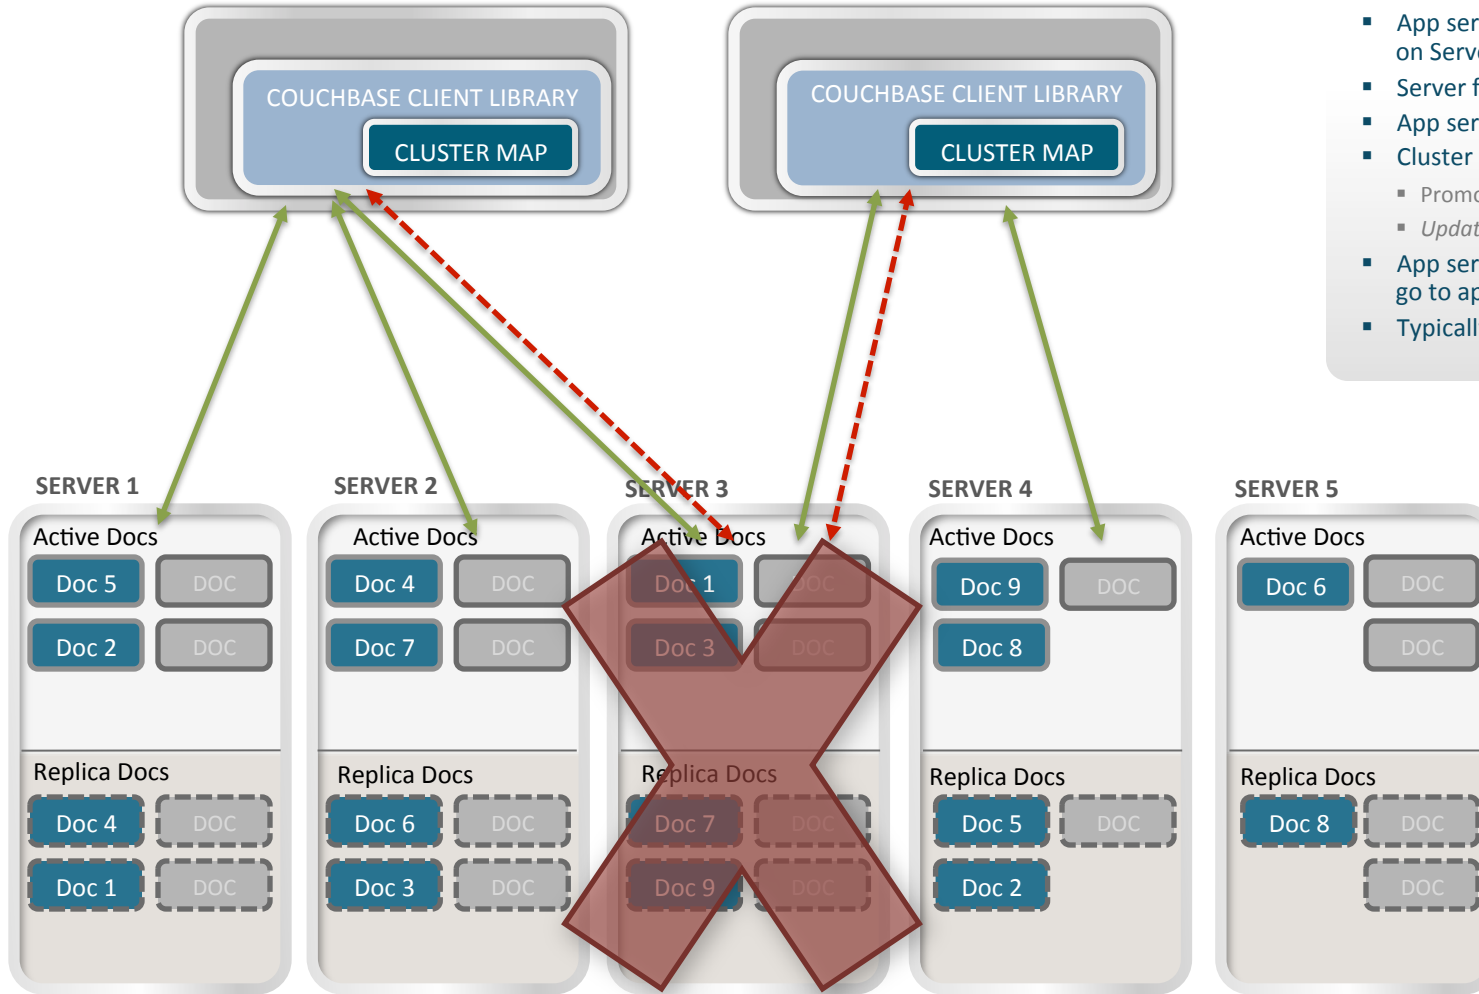 COUCHBASE CLIENT LIBRARY
CLUSTER MAP
COUCHBASE CLIENT LIBRARY
CLUSTER MAP
App ser
on Serv
Server f
App ser
Cluster
Promo
Updat
App ser
go to ap
Typicall
SERVER 1
Active Docs
Doc 5 DOC
Doc 2 DOC
Replica Docs
Doc 4 DOC
Doc 1 DOC
SERVER 2
Active Docs
Doc 4 DOC
Doc 7 DOC
Replica Docs
Doc 6 DOC
Doc 3 DOC
SERVER 3
Active Docs
Doc 1 DOC
Doc 3 DOC
Replica Docs
Doc 7 DOC
Doc 9 DOC
SERVER 4
Active Docs
Doc 9 DOC
Doc 8
Replica Docs
Doc 5 DOC
Doc 2
SERVER 5
Active Docs
Doc 6 DOC
DOC
Replica Docs
Doc 8 DOC
DOC